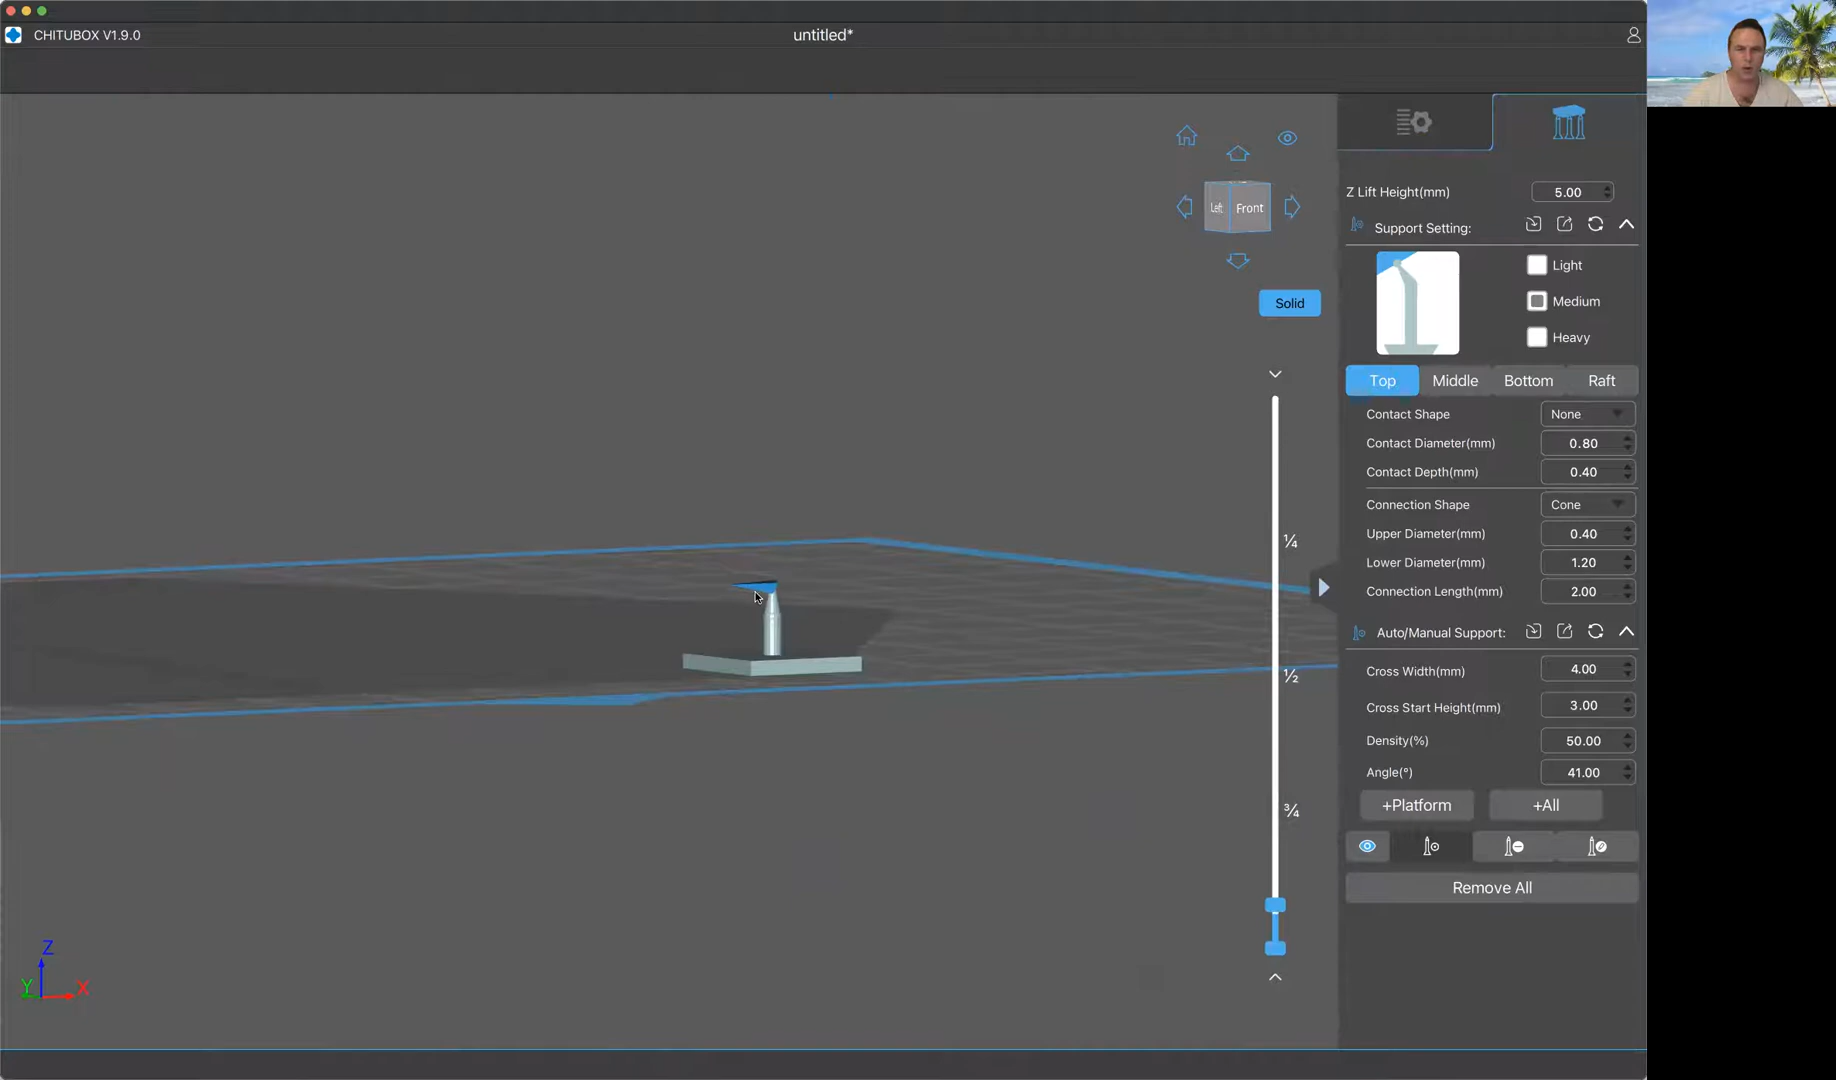 CHITUBOX V1.9.0
untitled*
Left
Front
Solid
¼
½
¾
Z
Y
X
Z Lift Height(mm) 5.00
Support Setting:
Light
Medium
Heavy
Top Middle Bottom Raft
Contact Shape None
Contact Diameter(mm) 0.80
Contact Depth(mm) 0.40
Connection Shape Cone
Upper Diameter(mm) 0.40
Lower Diameter(mm) 1.20
Connection Length(mm) 2.00
Auto/Manual Support:
Cross Width(mm) 4.00
Cross Start Height(mm) 3.00
Density(%) 50.00
Angle(°) 41.00
+Platform +All
Remove All